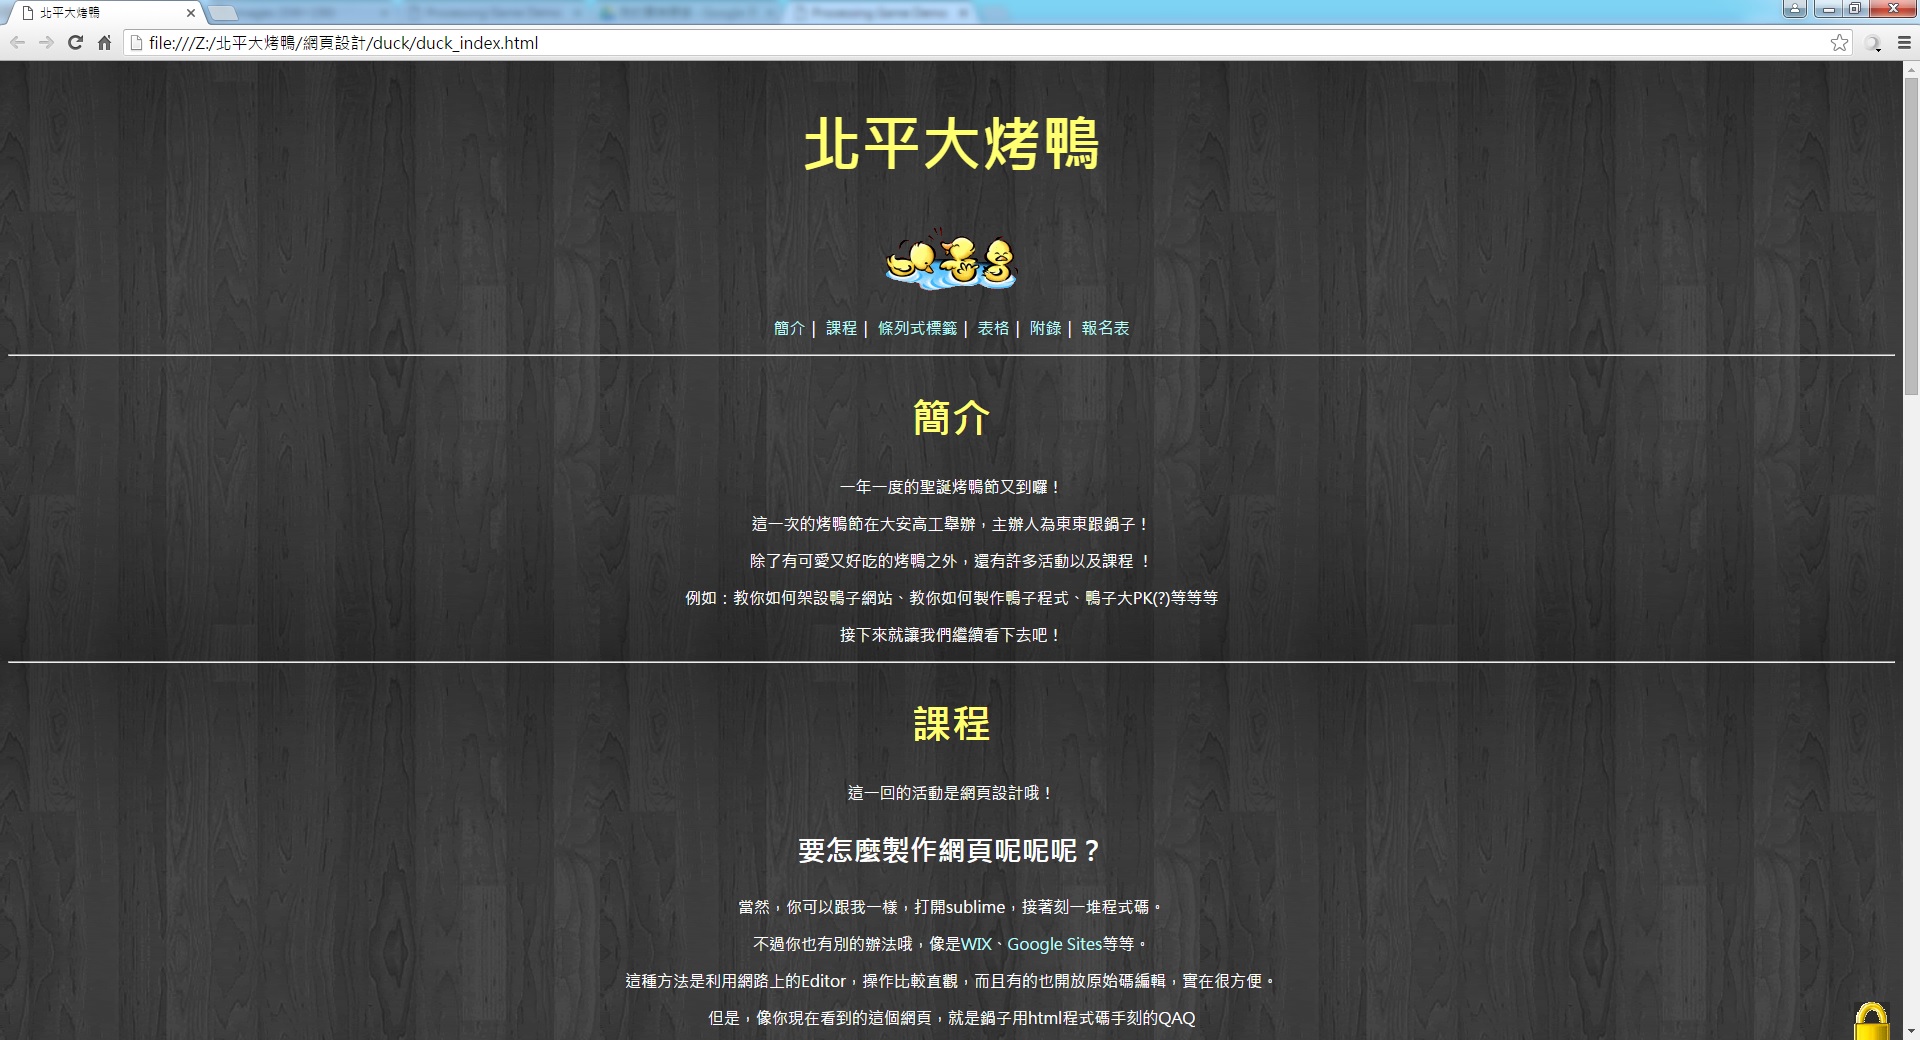 北平大烤鴨
file:///Z:/北平大烤鴨/網頁設計/duck/duck_index.html
北平大烤鴨
簡介 | 課程 | 條列式標籤 | 表格 | 附錄 | 報名表
簡介
一年一度的聖誕烤鴨節又到囉！
這一次的烤鴨節在大安高工舉辦，主辦人為東東跟鍋子！
除了有可愛又好吃的烤鴨之外，還有許多活動以及課程 ！
例如：教你如何架設鴨子網站、教你如何製作鴨子程式、鴨子大PK(?)等等等
接下來就讓我們繼續看下去吧！
課程
這一回的活動是網頁設計哦！
要怎麼製作網頁呢呢呢？
當然，你可以跟我一樣，打開sublime，接著刻一堆程式碼。
不過你也有別的辦法哦，像是WIX、Google Sites等等。
這種方法是利用網路上的Editor，操作比較直觀，而且有的也開放原始碼編輯，實在很方便。
但是，像你現在看到的這個網頁，就是鍋子用html程式碼手刻的QAQ